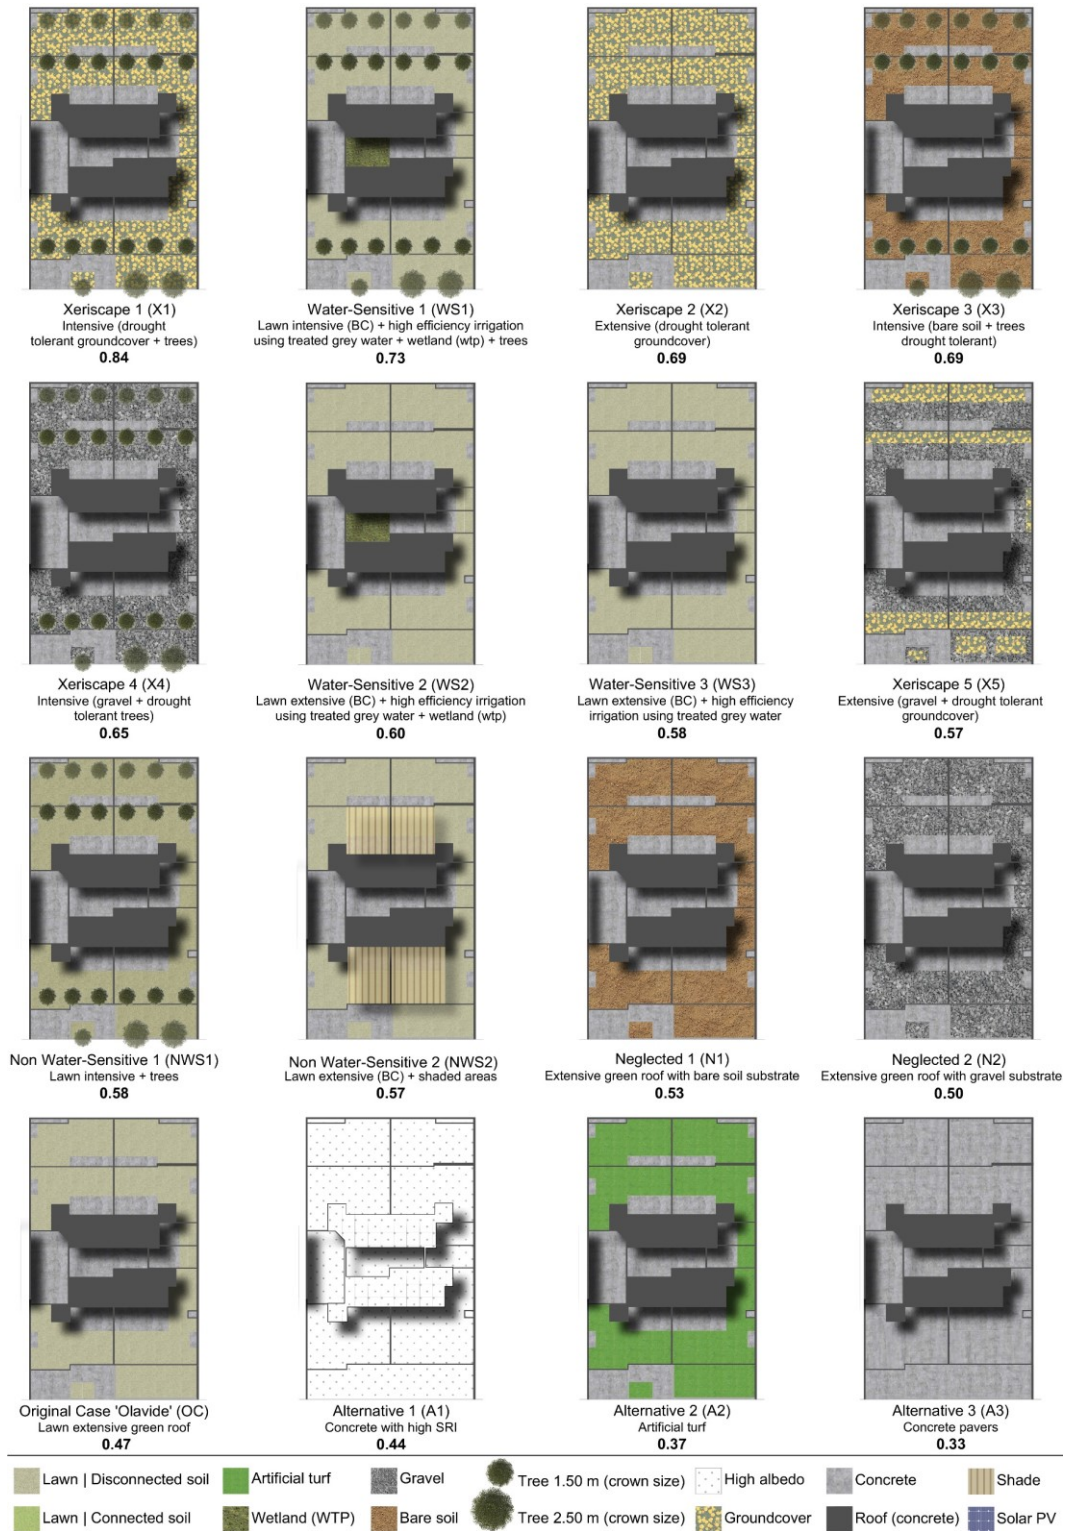 Xeriscape 1 (X1)
Intensive (drought
tolerant groundcover + trees)
0.84
Water-Sensitive 1 (WS1)
Lawn intensive (BC) + high efficiency irrigation
using treated grey water + wetland (wtp) + trees
0.73
Xeriscape 2 (X2)
Extensive (drought tolerant
groundcover)
0.69
Xeriscape 3 (X3)
Intensive (bare soil + trees
drought tolerant)
0.69
Xeriscape 4 (X4)
Intensive (gravel + drought
tolerant trees)
0.65
Water-Sensitive 2 (WS2)
Lawn extensive (BC) + high efficiency irrigation
using treated grey water + wetland (wtp)
0.60
Water-Sensitive 3 (WS3)
Lawn extensive (BC) + high efficiency
irrigation using treated grey water
0.58
Xeriscape 5 (X5)
Extensive (gravel + drought tolerant
groundcover)
0.57
Non Water-Sensitive 1 (NWS1)
Lawn intensive + trees
0.58
Non Water-Sensitive 2 (NWS2)
Lawn extensive (BC) + shaded areas
0.57
Neglected 1 (N1)
Extensive green roof with bare soil substrate
0.53
Neglected 2 (N2)
Extensive green roof with gravel substrate
0.50
Original Case 'Olavide' (OC)
Lawn extensive green roof
0.47
Alternative 1 (A1)
Concrete with high SRI
0.44
Alternative 2 (A2)
Artificial turf
0.37
Alternative 3 (A3)
Concrete pavers
0.33
Lawn | Disconnected soil
Artificial turf
Gravel
Tree 1.50 m (crown size)
High albedo
Concrete
Shade
Lawn | Connected soil
Wetland (WTP)
Bare soil
Tree 2.50 m (crown size)
Groundcover
Roof (concrete)
Solar PV